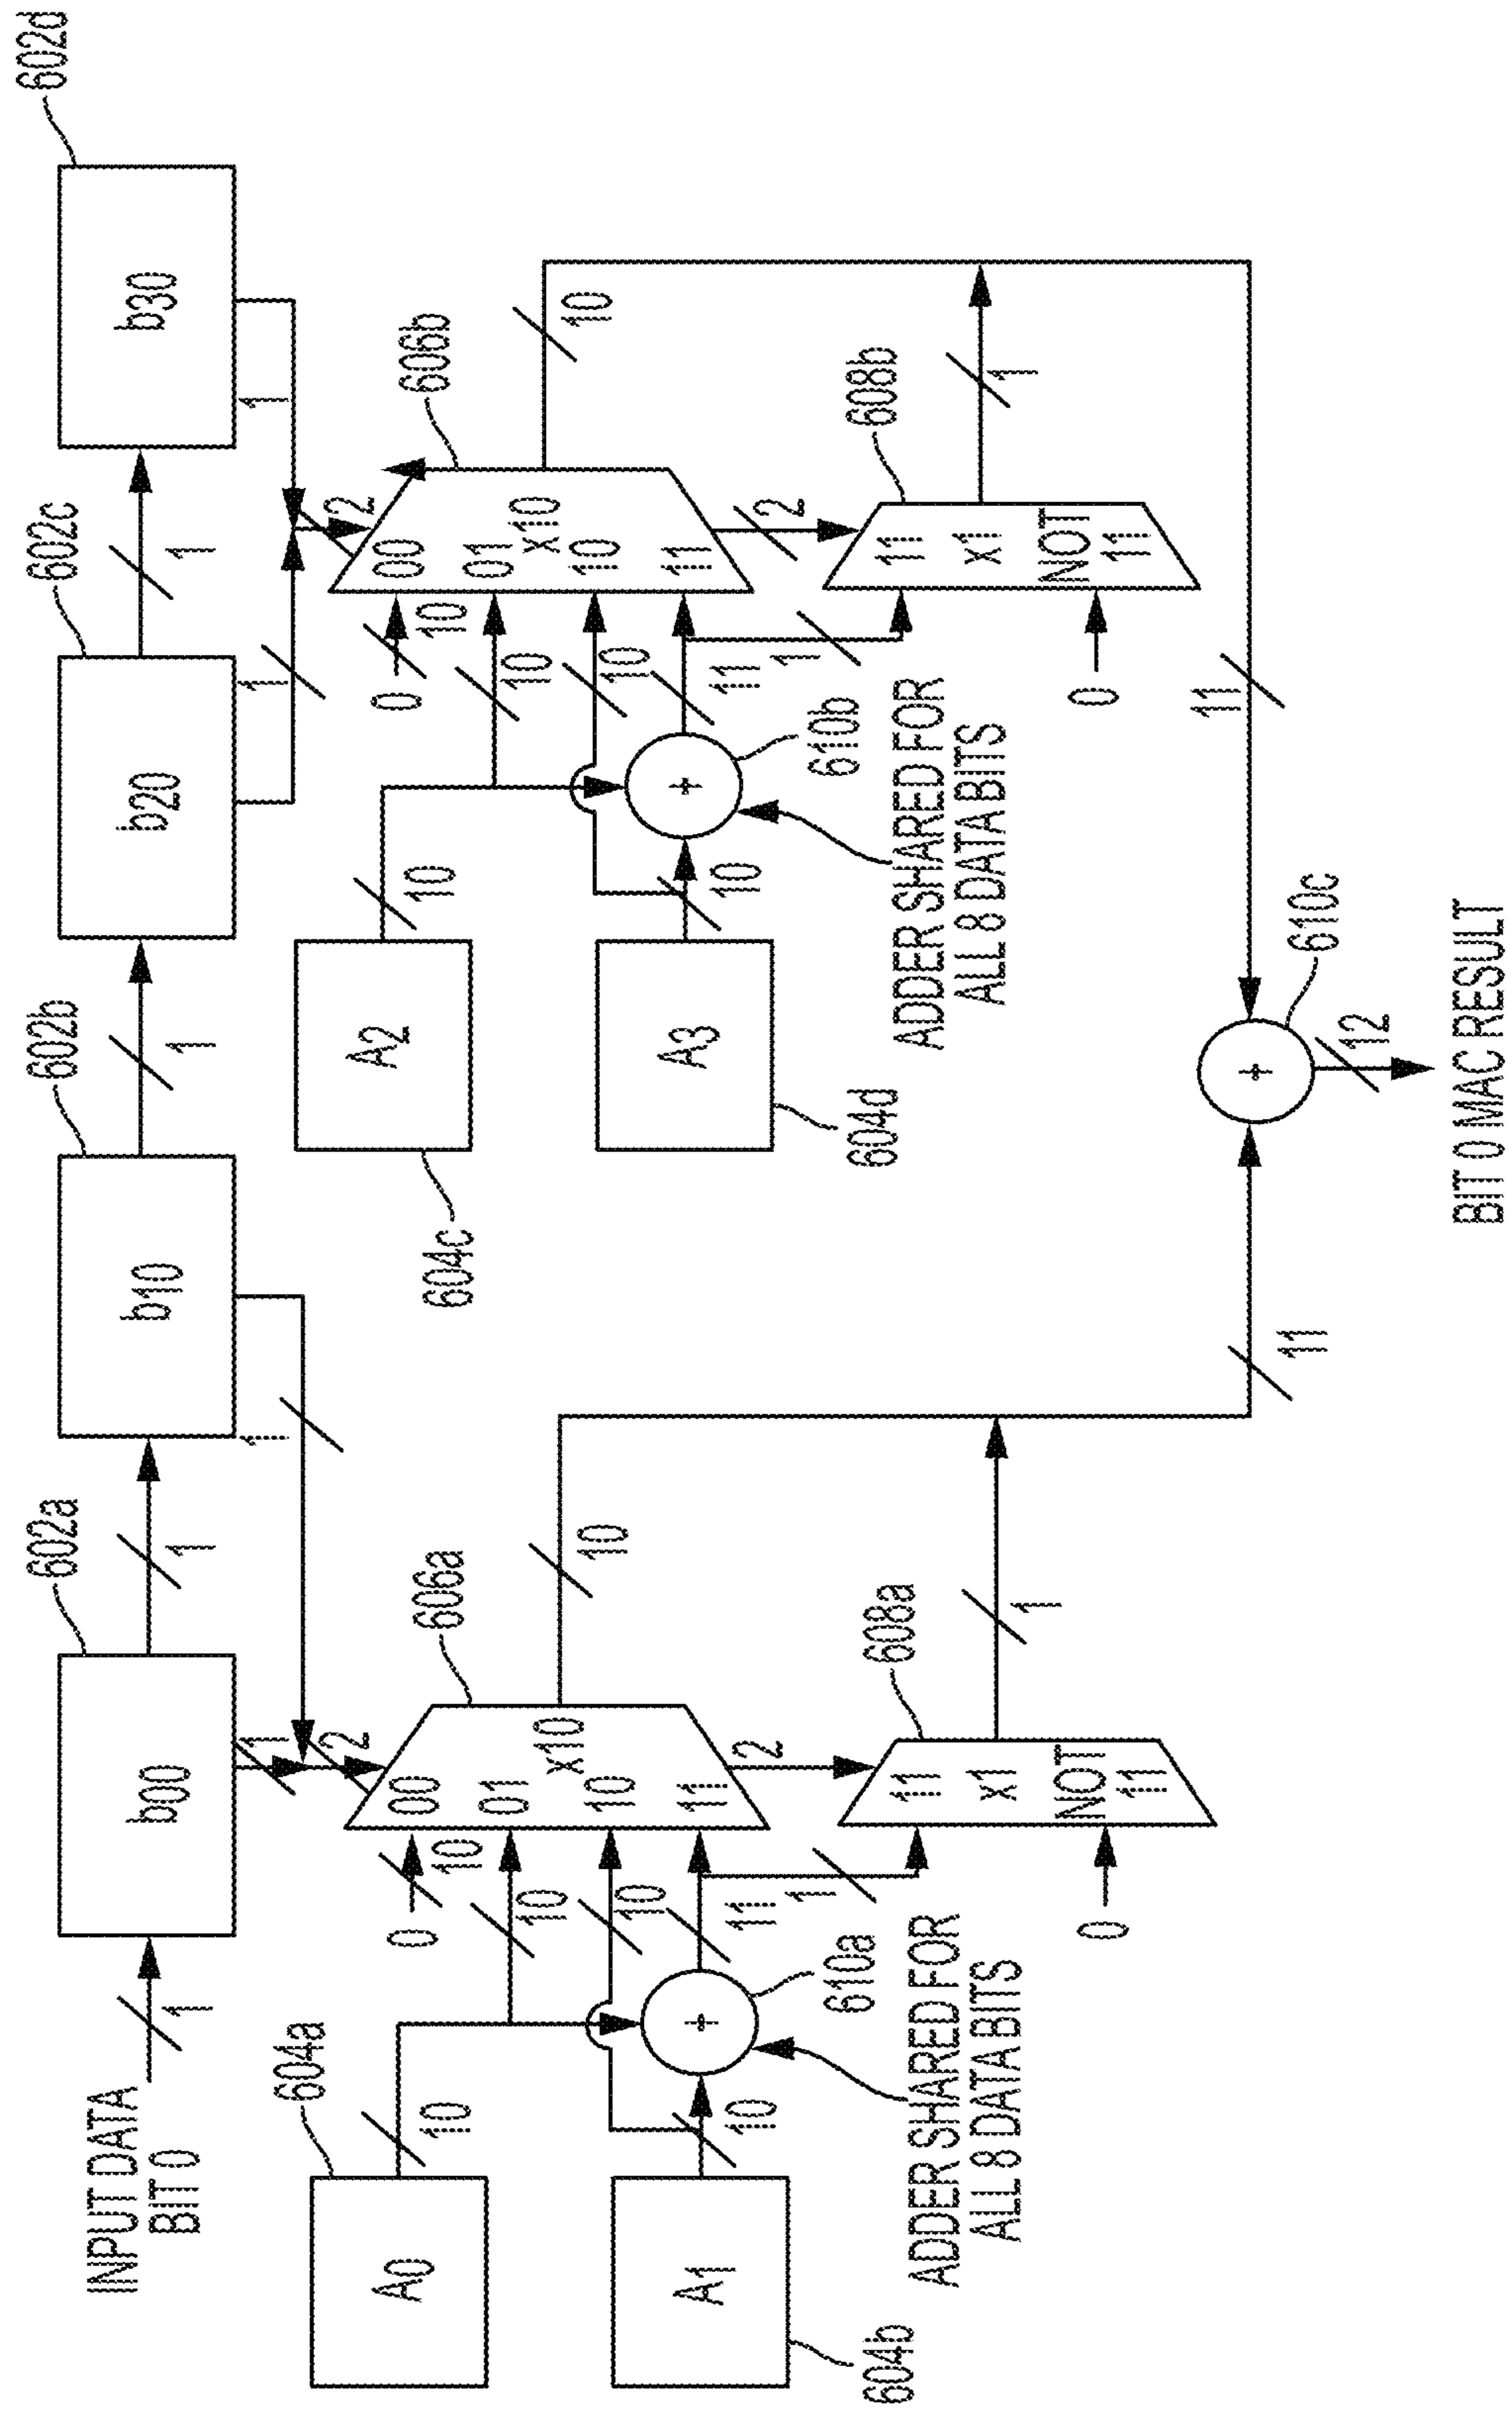 602a
602b
602c
602d
INPUT DATA
BIT 0
1
b00
1
b10
1
b20
1
b30
1
1
1
1
2
2
604a
A0
10
604b
A1
10
0
10
10
10
11
1
610a
ADDER SHARED FOR
ALL 8 DATA BITS
606a
00
01
x10
10
11
10
2
608a
11
x1
NOT
11
0
1
11
604c
A2
10
604d
A3
10
0
10
10
10
11
1
610b
ADDER SHARED FOR
ALL 8 DATA BITS
606b
00
01
x10
10
11
10
2
608b
11
x1
NOT
11
0
1
11
610c
12
BIT 0 MAC RESULT